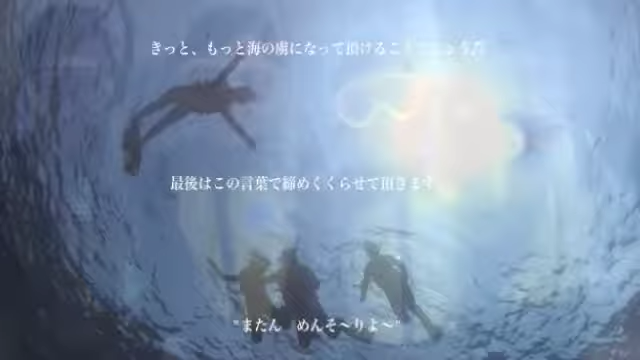 きっと、もっと海の虜になって頂けるこ
最後はこの言葉で締めくくらせて頂きます
"またん　めんそ〜りよ〜"